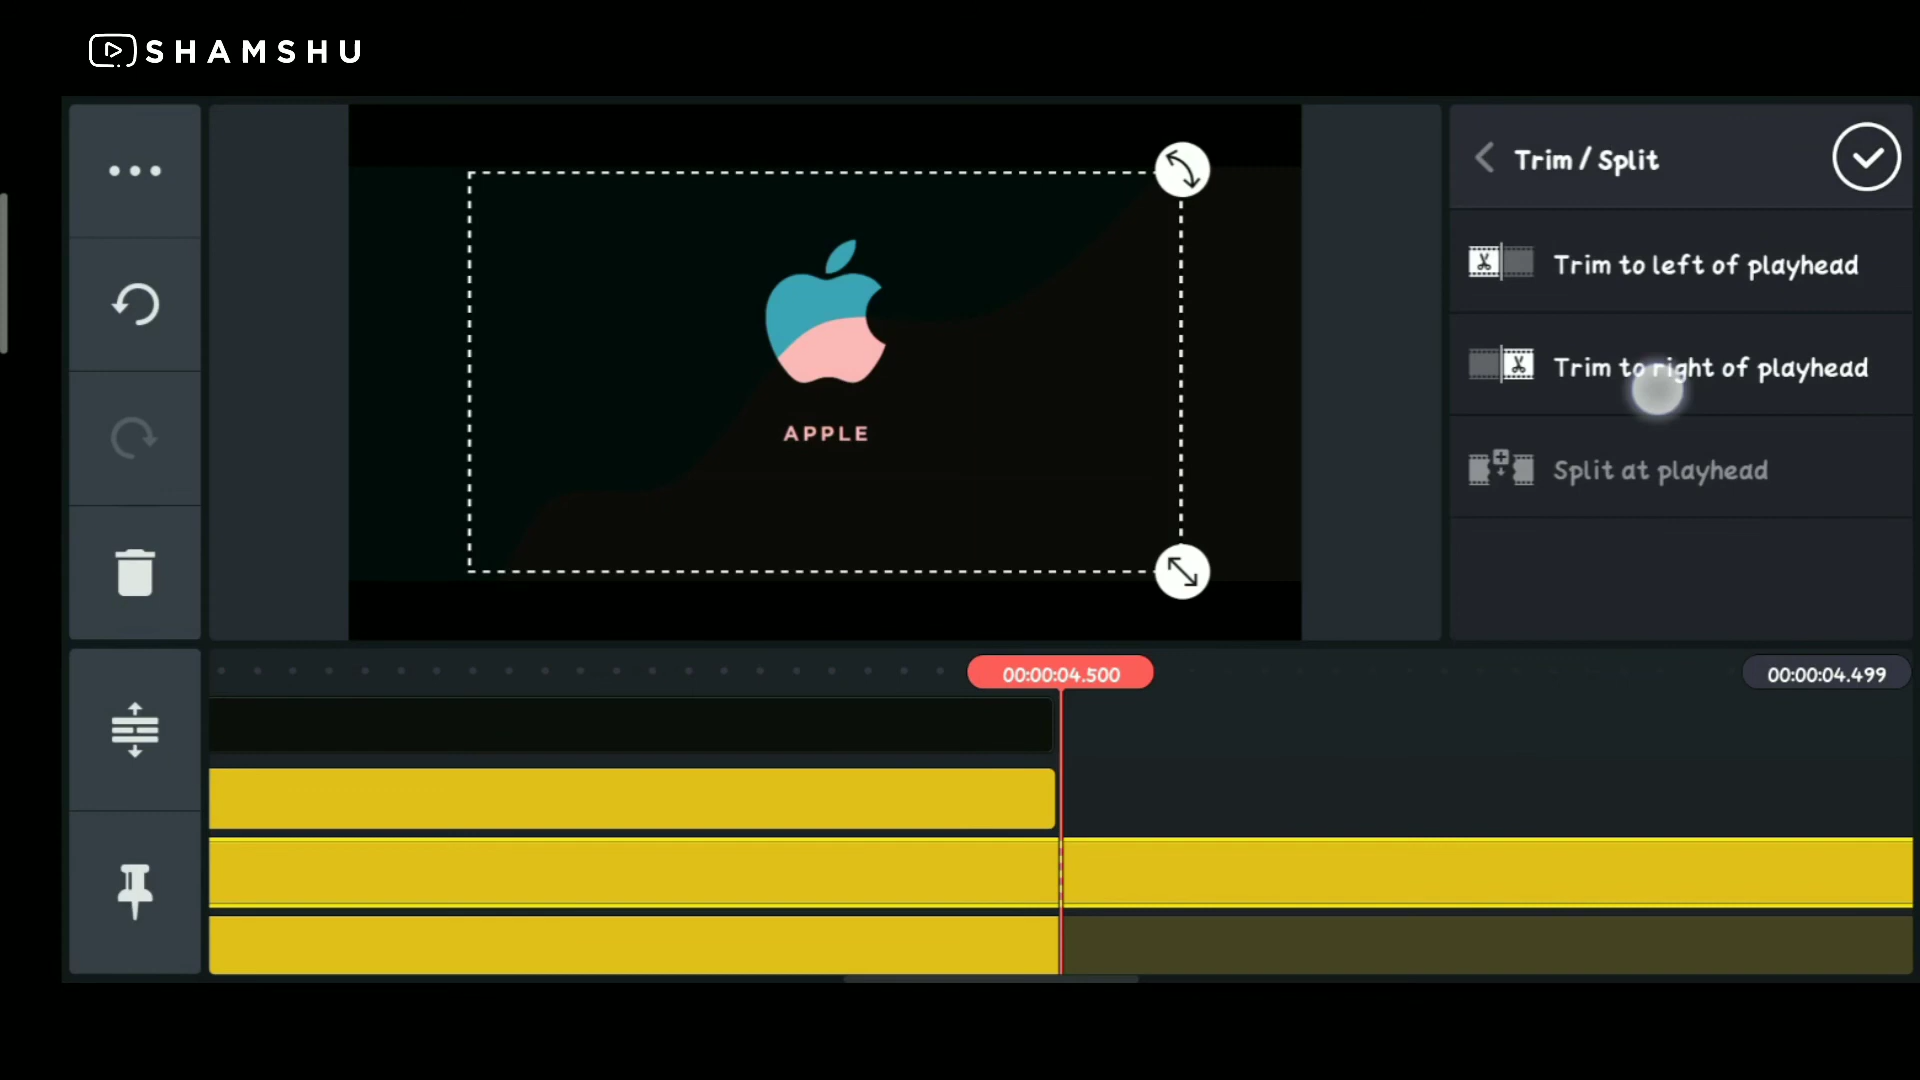 SHAMSHU
Trim / Split
Trim to left of playhead
Trim to right of playhead
Split at playhead
APPLE
00:00:04.500
00:00:04.499